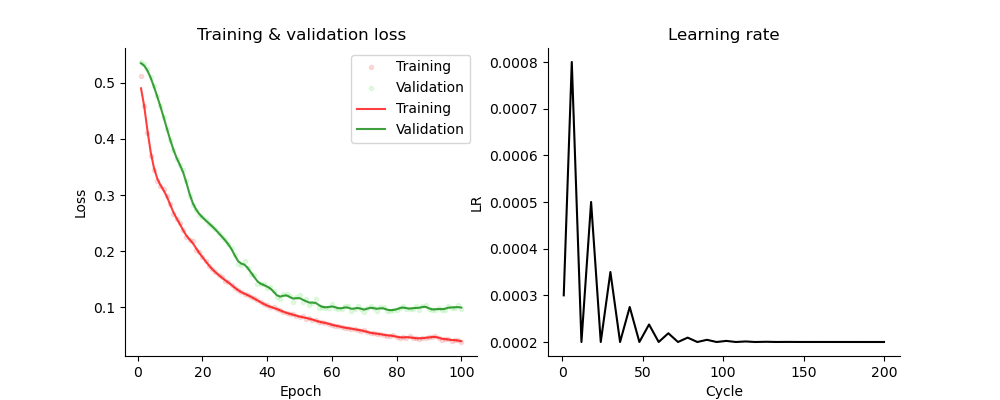 Training & validation loss
Loss
0.5
0.4
0.3
0.2
0.1
0
20
40
60
80
100
Epoch
Training
Validation
Training
Validation
Learning rate
LR
0.0008
0.0007
0.0006
0.0005
0.0004
0.0003
0.0002
0
50
100
150
200
Cycle